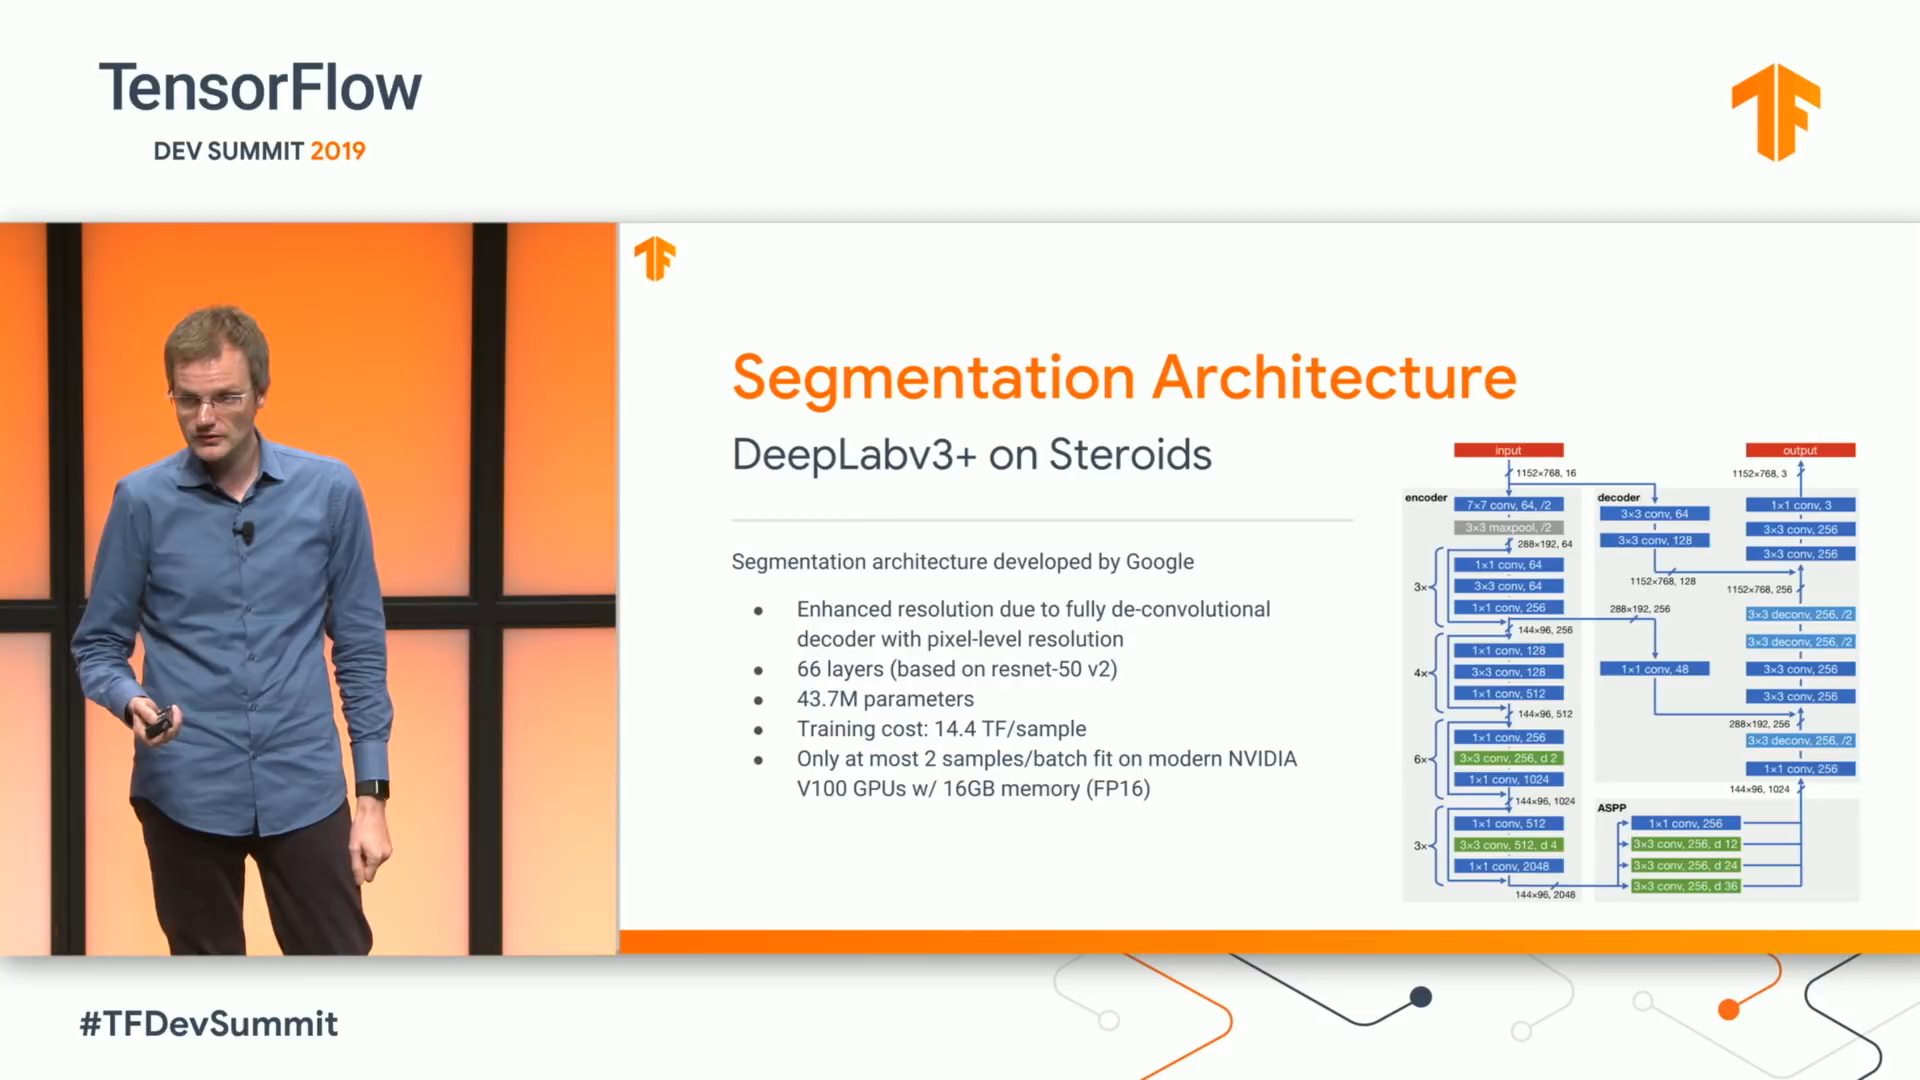 TensorFlow
DEV SUMMIT 2019
Segmentation Architecture
DeepLabv3+ on Steroids
Segmentation architecture developed by Google
• Enhanced resolution due to fully de-convolutional
decoder with pixel-level resolution
• 66 layers (based on resnet-50 v2)
• 43.7M parameters
• Training cost: 14.4 TF/sample
• Only at most 2 samples/batch fit on modern NVIDIA
V100 GPUs w/ 16GB memory (FP16)
input
1152×768, 16
encoder
7×7 conv, 64, /2
3×3 maxpool, /2
288×192, 64
3×
1×1 conv, 64
3×3 conv, 64
1×1 conv, 256
144×96, 256
4×
1×1 conv, 128
3×3 conv, 128
1×1 conv, 512
144×96, 512
6×
1×1 conv, 256
3×3 conv, 256, d 2
1×1 conv, 1024
144×96, 1024
3×
1×1 conv, 512
3×3 conv, 512, d 4
1×1 conv, 2048
144×96, 2048
output
1152×768, 3
decoder
3×3 conv, 64
3×3 conv, 128
1152×768, 128
288×192, 256
1×1 conv, 48
1×1 conv, 3
3×3 conv, 256
3×3 conv, 256
1152×768, 256
3×3 deconv, 256, /2
3×3 deconv, 256, /2
3×3 conv, 256
3×3 conv, 256
288×192, 256
3×3 deconv, 256, /2
1×1 conv, 256
144×96, 1024
ASPP
1×1 conv, 256
3×3 conv, 256, d 12
3×3 conv, 256, d 24
3×3 conv, 256, d 36
#TFDevSummit